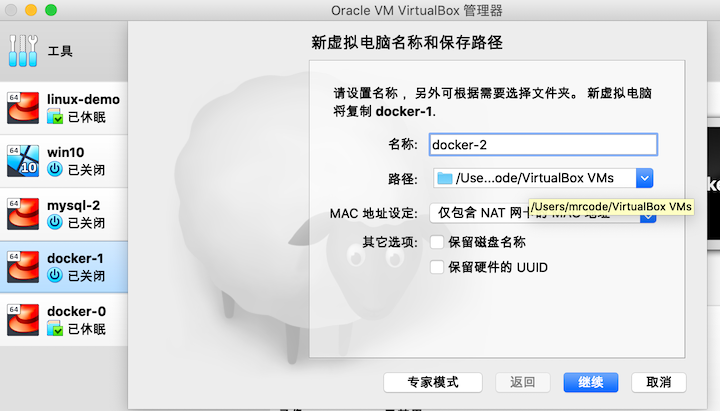 Oracle VM VirtualBox 管理器
工具
64
linux-demo
已休眠
64
10
win10
已关闭
64
mysql-2
已关闭
64
docker-1
已关闭
64
docker-0
已休眠
新虚拟电脑名称和保存路径
请设置名称，另外可根据需要选择文件夹。 新虚拟电脑
将复制 docker-1.
名称: docker-2
路径: /Use...ode/VirtualBox VMs
/Users/mrcode/VirtualBox VMs
MAC 地址设定: 仅包含 NAT 网卡的 MAC 地址
其它选项: 保留磁盘名称
保留硬件的 UUID
专家模式 返回 继续 取消